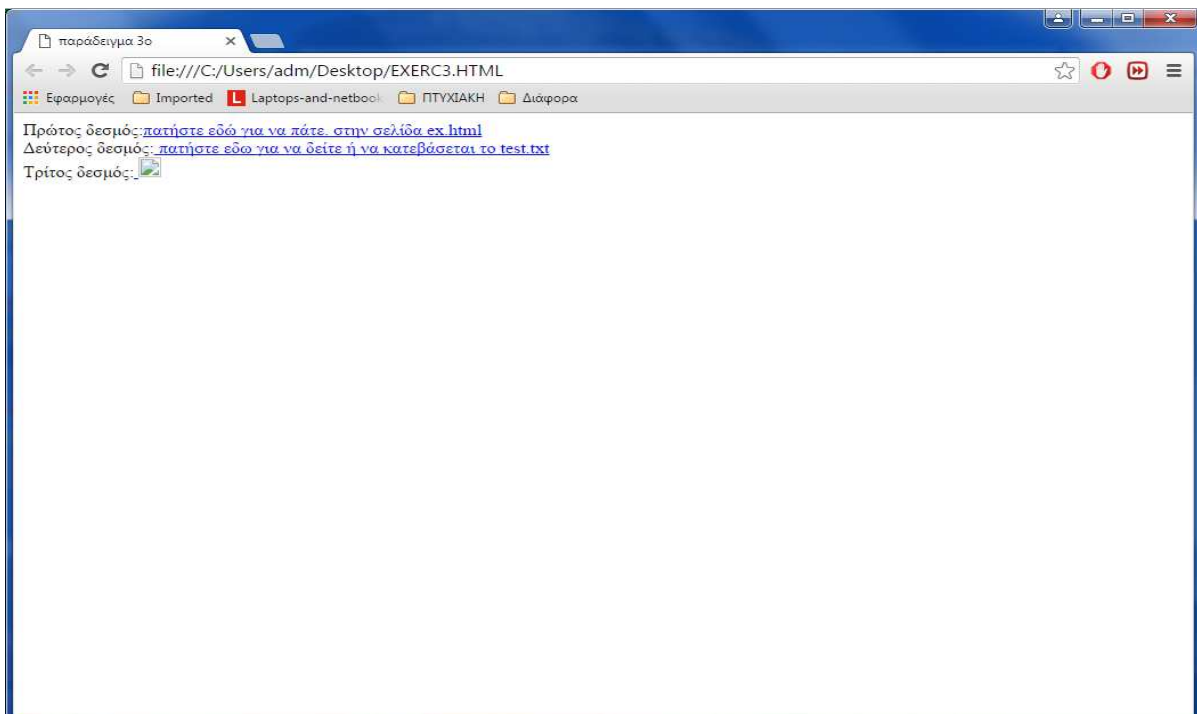 παράδειγμα 3ο
file:///C:/Users/adm/Desktop/EXERC3.HTML
Εφαρμογές Imported L Laptops-and-netbook ΠΤΥΧΙΑΚΗ Διάφορα
Πρώτος δεσμός:πατήστε εδώ για να πάτε. στην σελίδα ex.html
Δεύτερος δεσμός: πατήστε εδω για να δείτε ή να κατεβάσεται το test.txt
Τρίτος δεσμός: